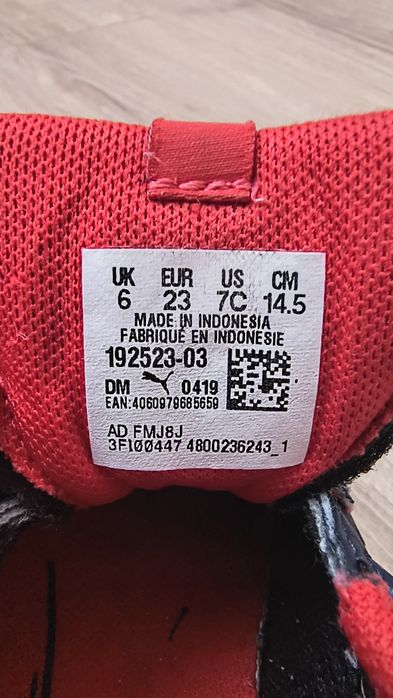 UK EUR US CM
6 23 7C 14.5
MADE IN INDONESIA
FABRIQUÉ EN INDONESIE
192523-03
DM 0419
EAN:4060979685659
AD FMJ8J
3FI00447 4800236243_1